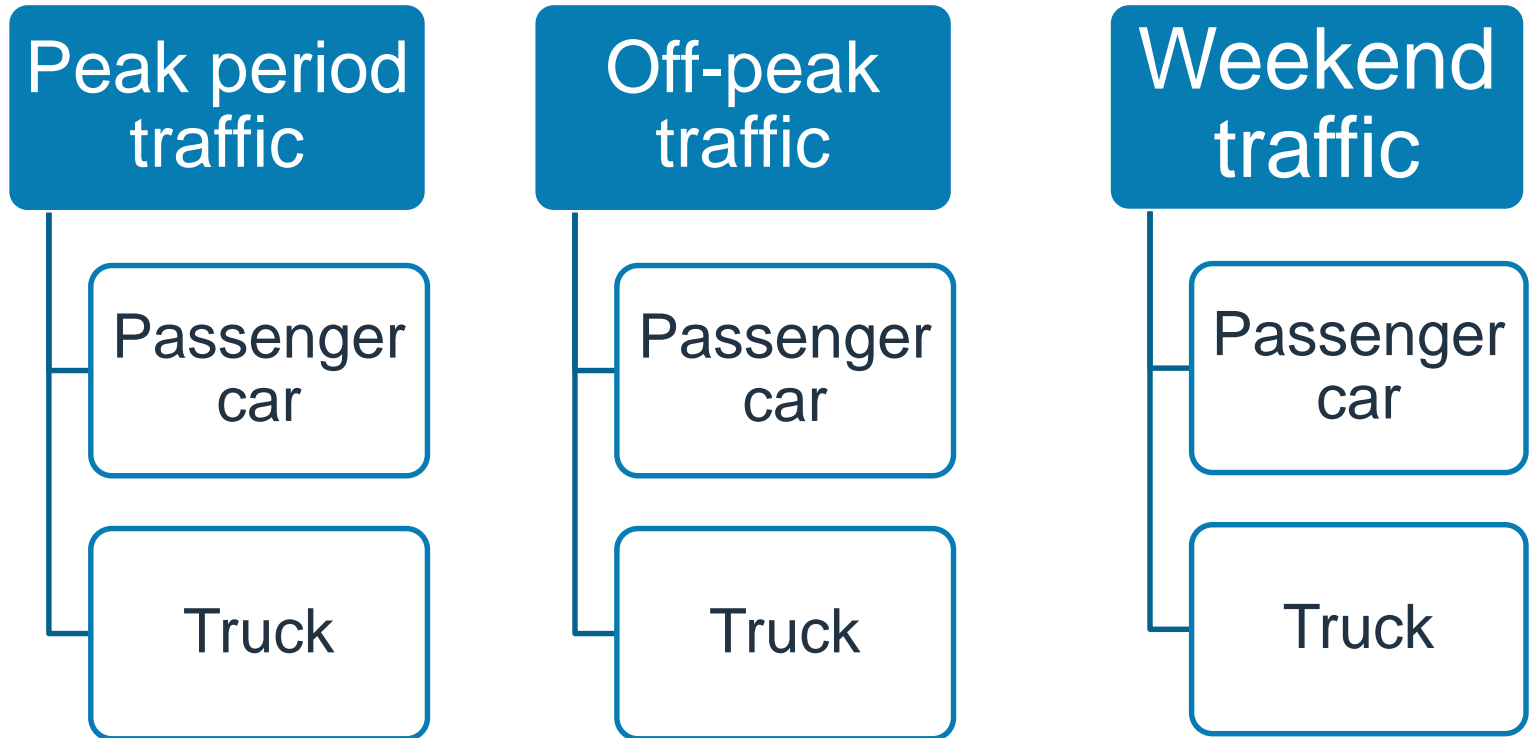 Peak period
traffic
Passenger
car
Truck
Off-peak
traffic
Passenger
car
Truck
Weekend
traffic
Passenger
car
Truck